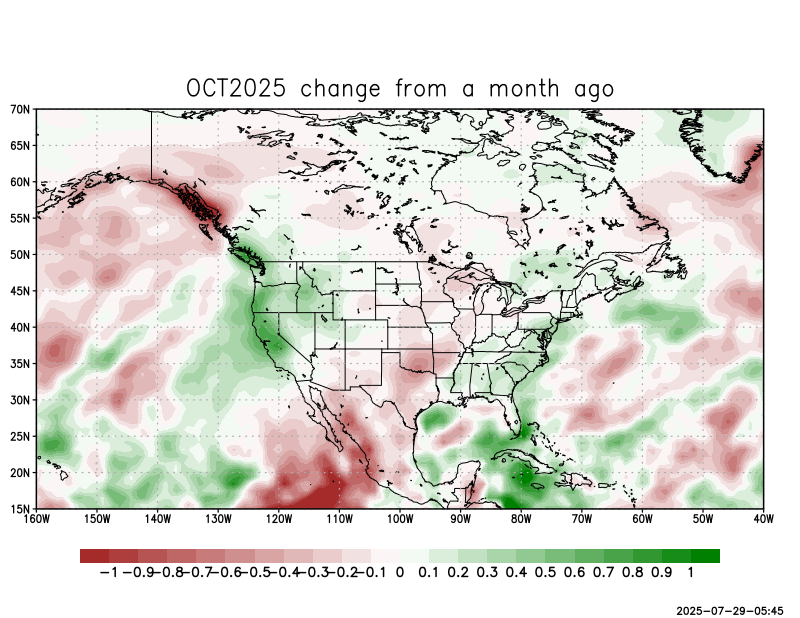 OCT2025 change from a month ago
70N
65N
60N
55N
50N
45N
40N
35N
30N
25N
20N
15N
160W 150W 140W 130W 120W 110W 100W 90W 80W 70W 60W 50W 40W
-1 -0.9 -0.8 -0.7 -0.6 -0.5 -0.4 -0.3 -0.2 -0.1 0 0.1 0.2 0.3 0.4 0.5 0.6 0.7 0.8 0.9 1
2025-07-29-05:45